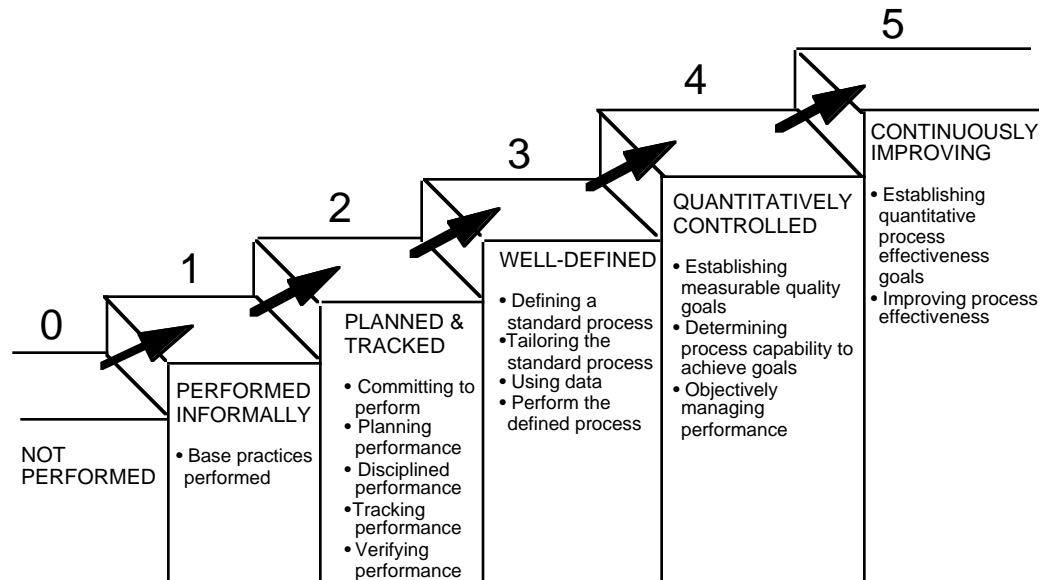 0
NOT
PERFORMED
1
PERFORMED
INFORMALLY
• Base practices
performed
2
PLANNED &
TRACKED
• Committing to
perform
• Planning
performance
• Disciplined
performance
•Tracking
performance
• Verifying
performance
3
WELL-DEFINED
• Defining a
standard process
•Tailoring the
standard process
• Using data
• Perform the
defined process
4
QUANTITATIVELY
CONTROLLED
• Establishing
measurable quality
goals
• Determining
process capability to
achieve goals
• Objectively
managing
performance
5
CONTINUOUSLY
IMPROVING
• Establishing
quantitative
process
effectiveness
goals
• Improving process
effectiveness